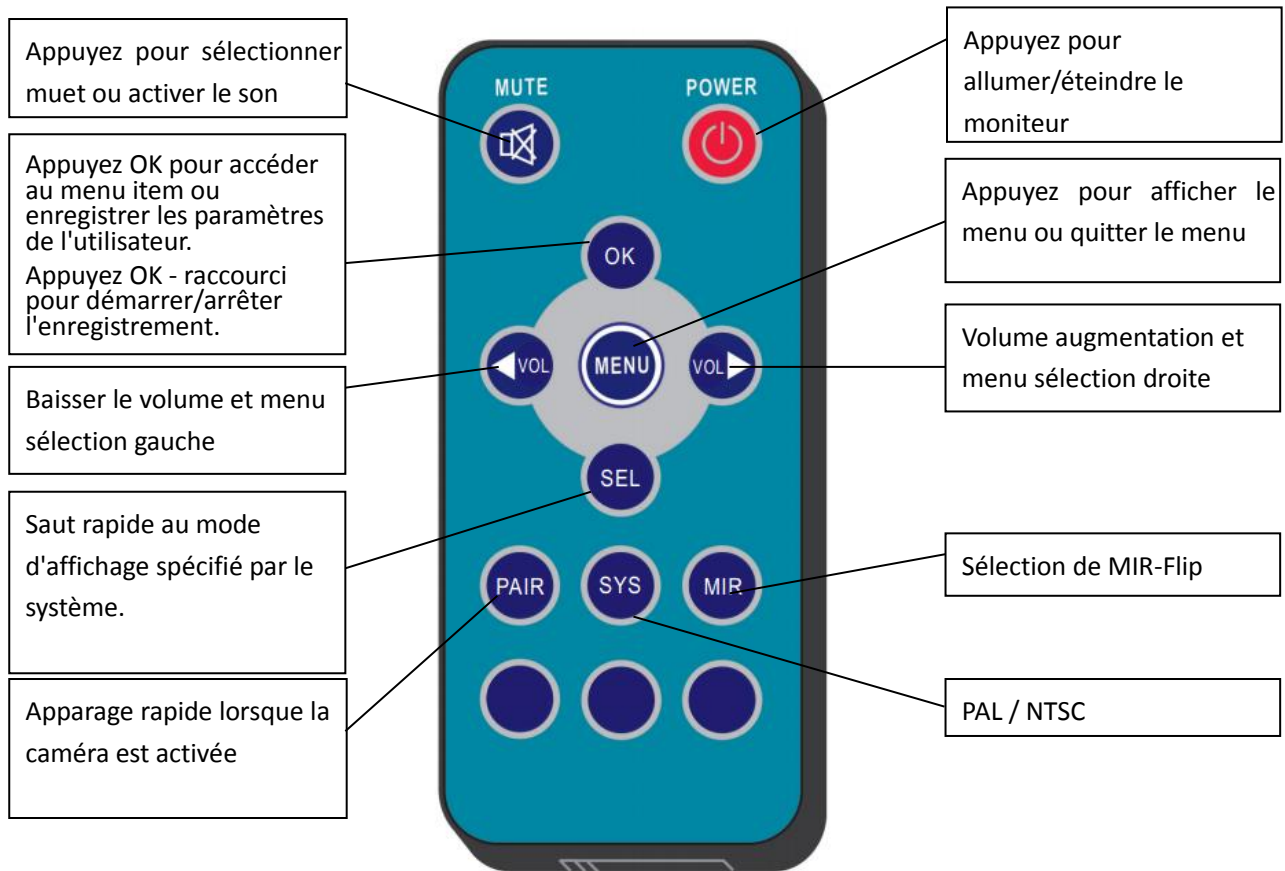 Appuyez pour sélectionner
muet ou activer le son
Appuyez OK pour accéder
au menu item ou
enregistrer les paramètres
de l'utilisateur.
Appuyez OK - raccourci
pour démarrer/arrêter
l'enregistrement.
Baisser le volume et menu
sélection gauche
Saut rapide au mode
d'affichage spécifié par le
système.
Apparage rapide lorsque la
caméra est activée
MUTE
POWER
OK
VOL
MENU
VOL
SEL
PAIR
SYS
MIR
Appuyez pour
allumer/éteindre le
moniteur
Appuyez pour afficher le
menu ou quitter le menu
Volume augmentation et
menu sélection droite
Sélection de MIR-Flip
PAL / NTSC